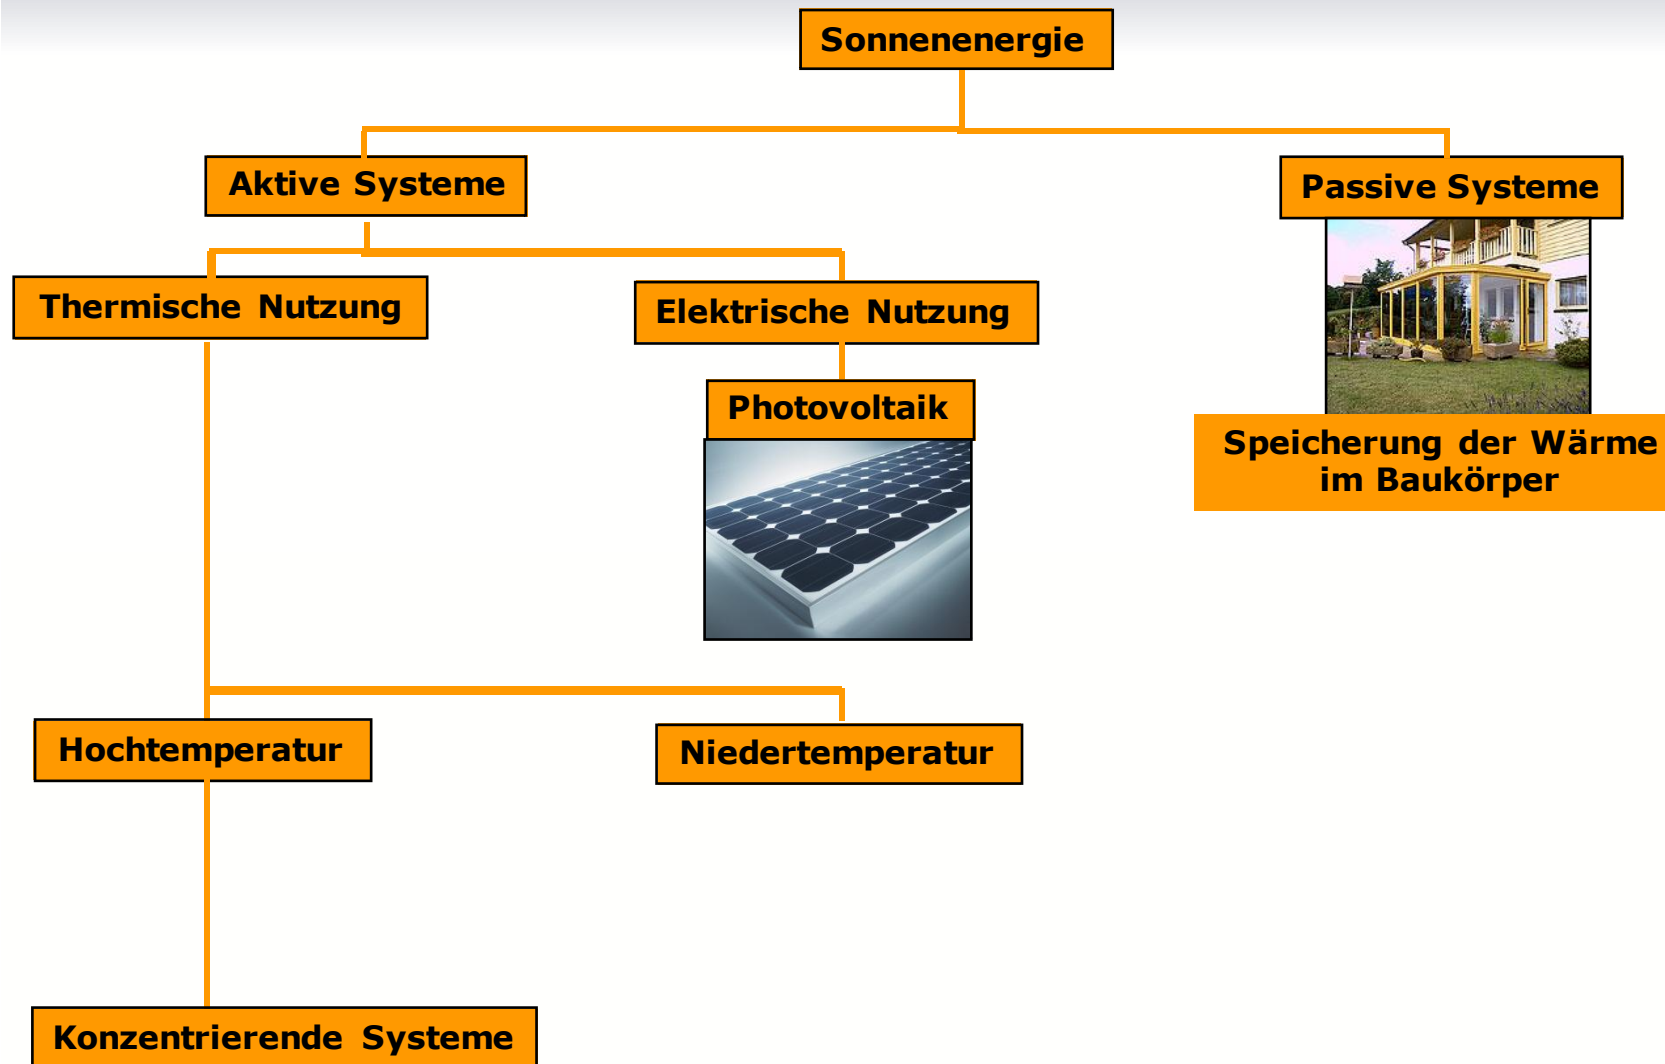 Sonnenenergie
Aktive Systeme
Passive Systeme
Thermische Nutzung
Elektrische Nutzung
Photovoltaik
Speicherung der Wärme
im Baukörper
Hochtemperatur
Niedertemperatur
Konzentrierende Systeme